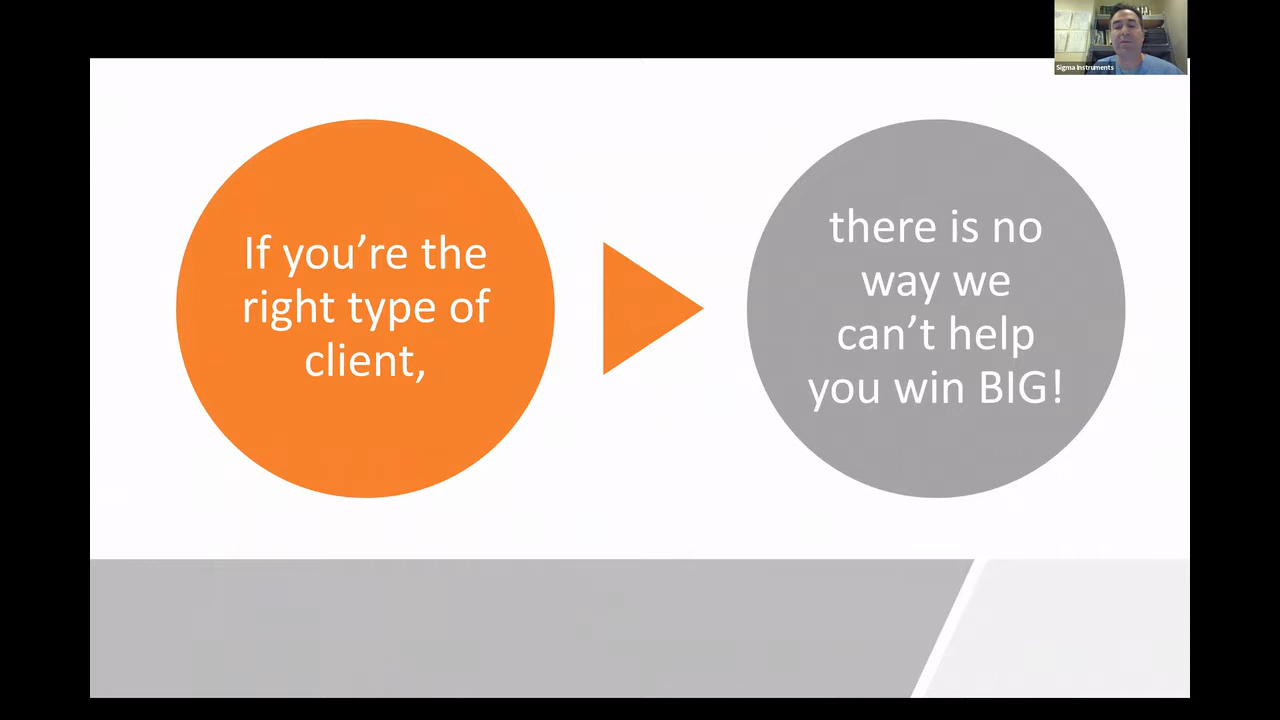 Sigma Instruments
If you’re the
right type of
client,
there is no
way we
can’t help
you win BIG!